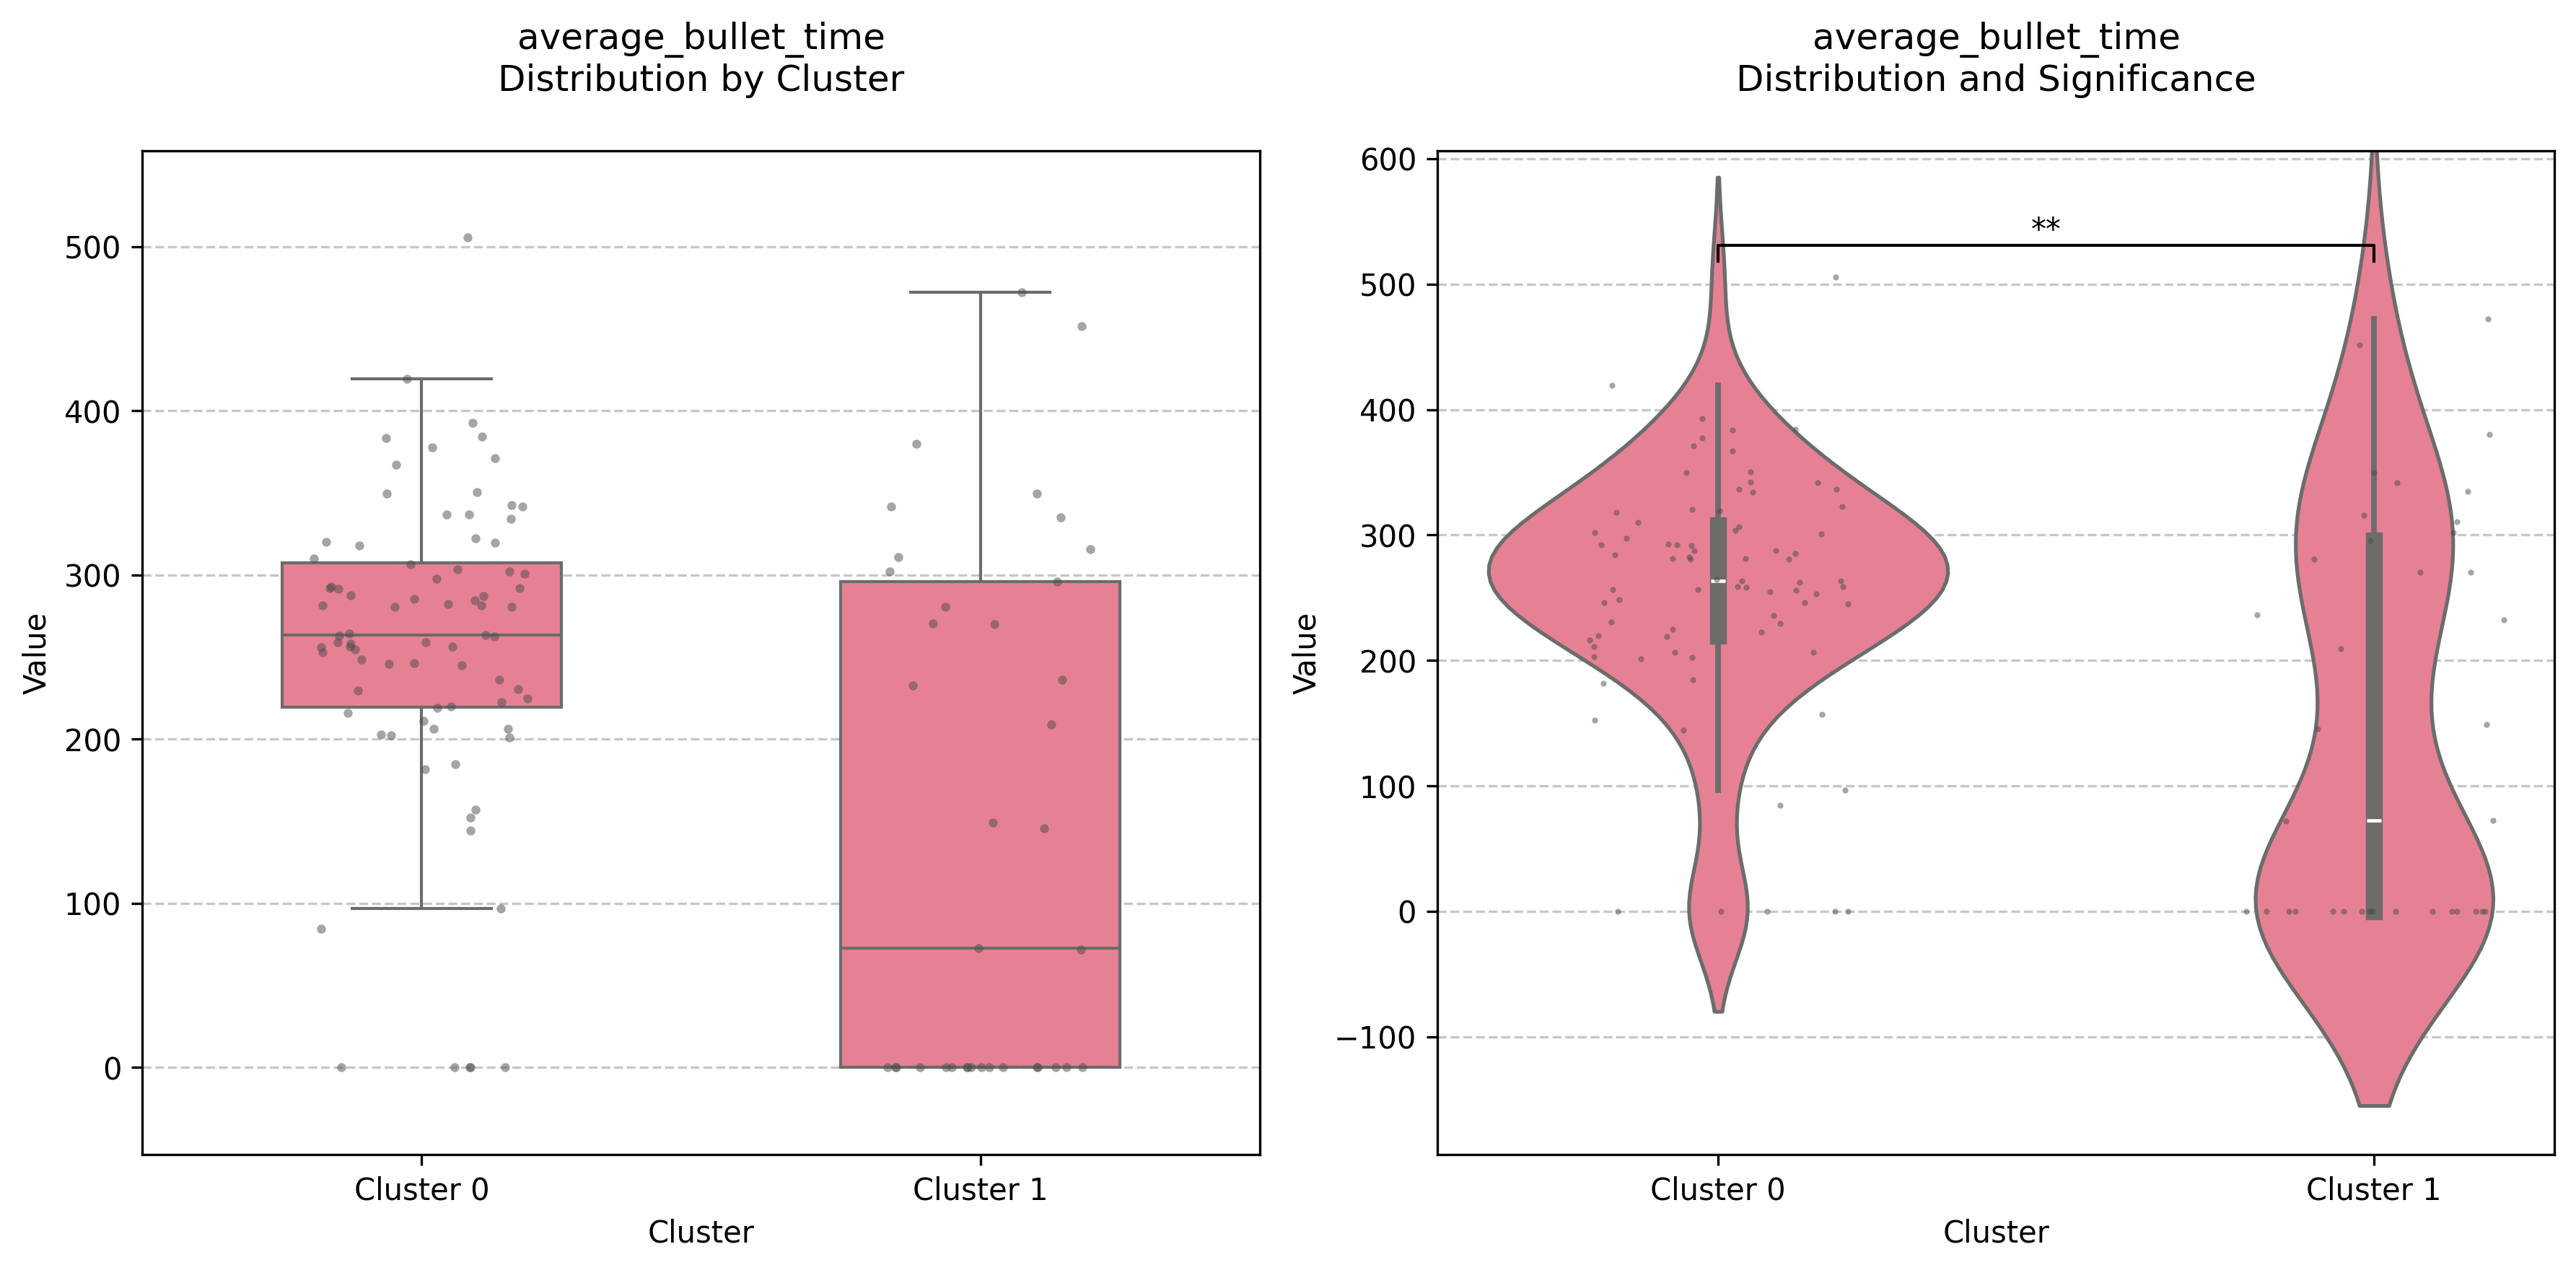 average_bullet_time
Distribution by Cluster
Value
500
400
300
200
100
0
Cluster 0
Cluster 1
Cluster
average_bullet_time
Distribution and Significance
Value
600
500
400
300
200
100
0
−100
**
Cluster 0
Cluster 1
Cluster